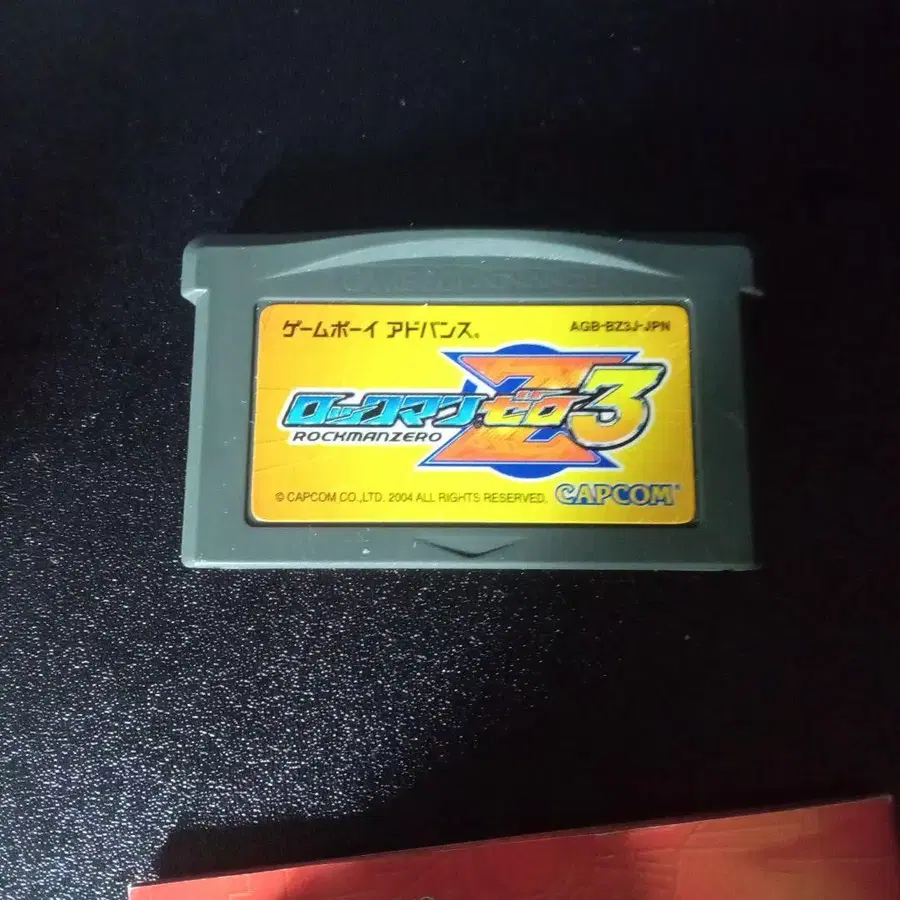 ゲームボーイ アドバンス。
AGB-BZ3J-JPN
ロックマン ゼロ3
ROCKMANZERO
© CAPCOM CO.,LTD. 2004 ALL RIGHTS RESERVED.
CAPCOM®